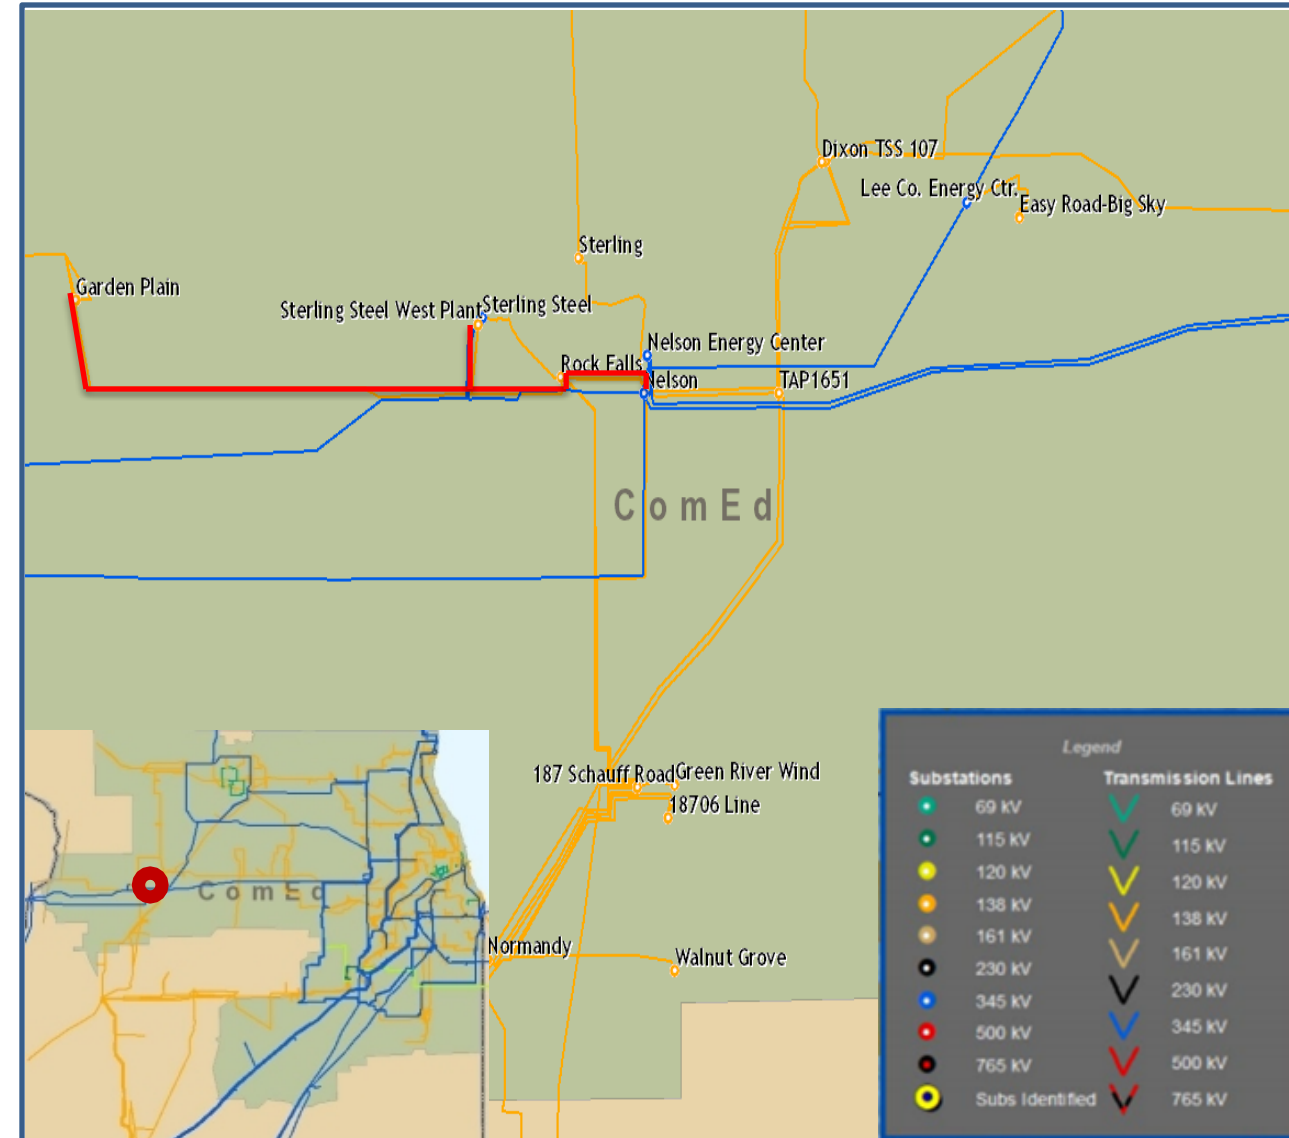 Dixon TSS 107
Lee Co. Energy Ctr.
Easy Road-Big Sky
Sterling
Garden Plain
Sterling Steel West Plant
Sterling Steel
Nelson Energy Center
Rock Falls
Nelson
TAP1651
ComEd
187 Schauff Road
Green River Wind
18706 Line
Normandy
Walnut Grove
ComEd
Legend
Substations
Transmission Lines
69 kV
69 kV
115 kV
115 kV
120 kV
120 kV
138 kV
138 kV
161 kV
161 kV
230 kV
230 kV
345 kV
345 kV
500 kV
500 kV
765 kV
Subs Identified
765 kV